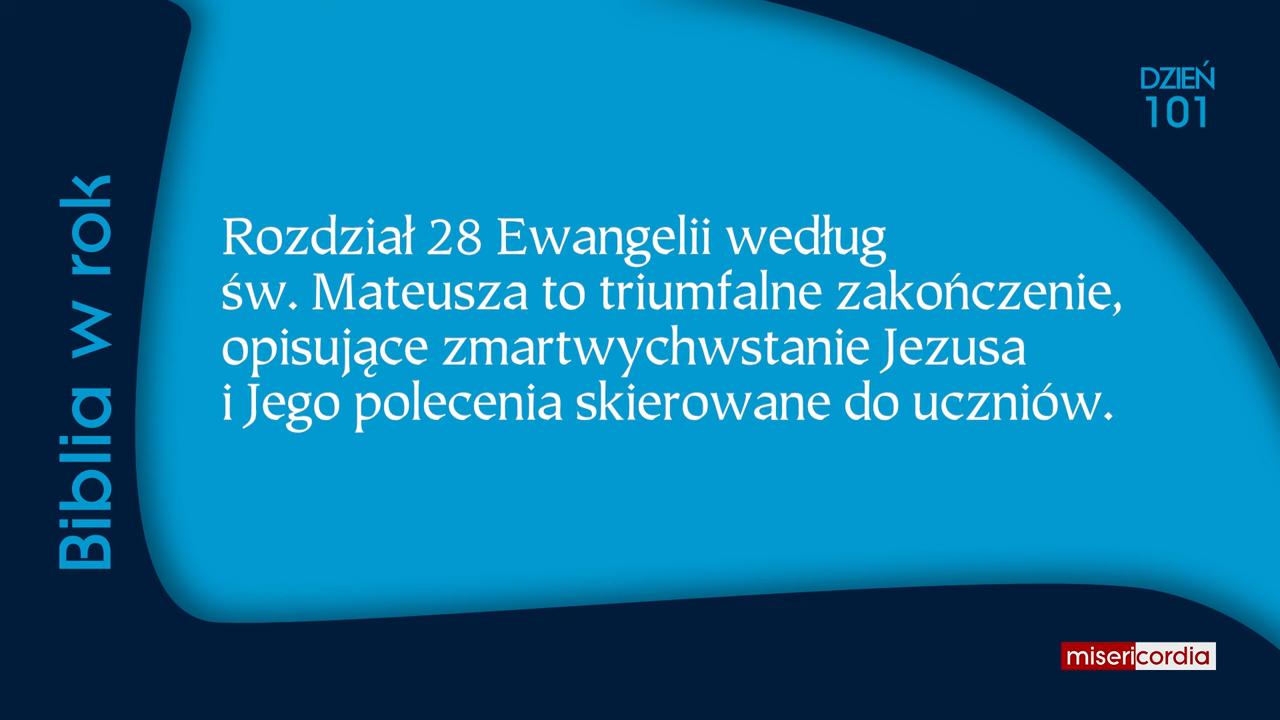 DZIEŃ
101
Biblia w rok
Rozdział 28 Ewangelii według
św. Mateusza to triumfalne zakończenie,
opisujące zmartwychwstanie Jezusa
i Jego polecenia skierowane do uczniów.
misericordia